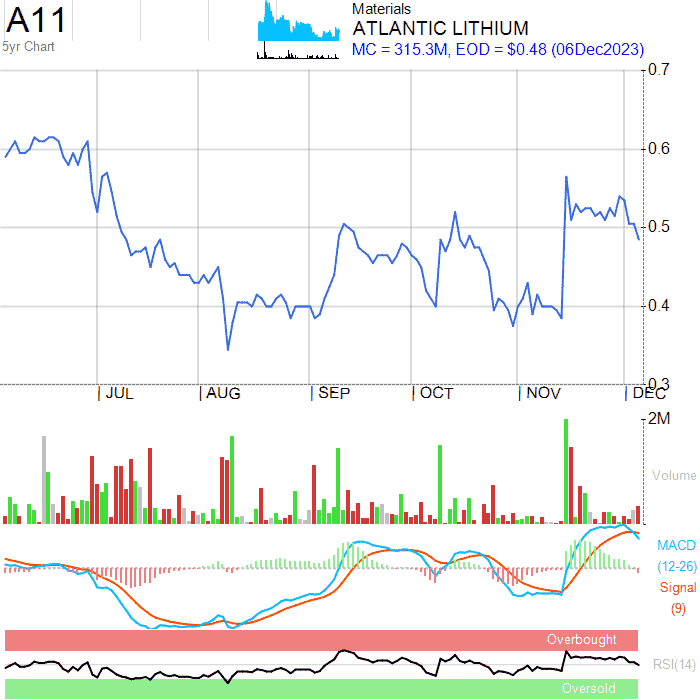 A11
5yr Chart
Materials
ATLANTIC LITHIUM
MC = 315.3M, EOD = $0.48 (06Dec2023)
0.7
0.6
0.5
0.4
0.3
JUL AUG SEP OCT NOV DEC
2M
Volume
MACD
(12-26)
Signal
(9)
Overbought
RSI(14)
Oversold